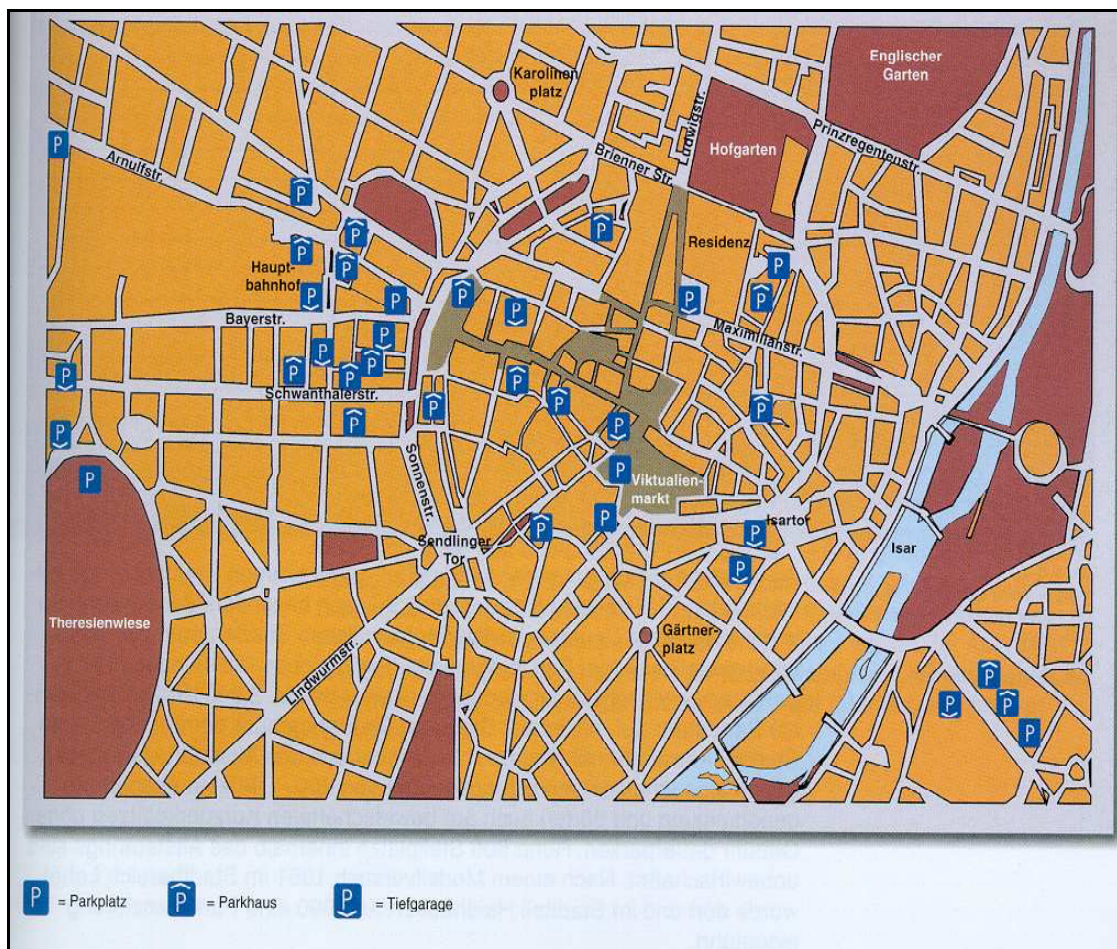 Englischer
Garten
Karolinen
platz
Ludwigstr.
Prinzregentenstr.
Hofgarten
Brienner Str.
Arnulfstr.
Residenz
Haupt-
bahnhof
Bayerstr.
Maximilianstr.
Schwanthalerstr.
Sonnenstr.
Viktualien-
markt
Isartor
Sendlinger
Tor
Isar
Theresienwiese
Gärtner-
platz
Lindwurmstr.
P = Parkplatz
P = Parkhaus
P = Tiefgarage